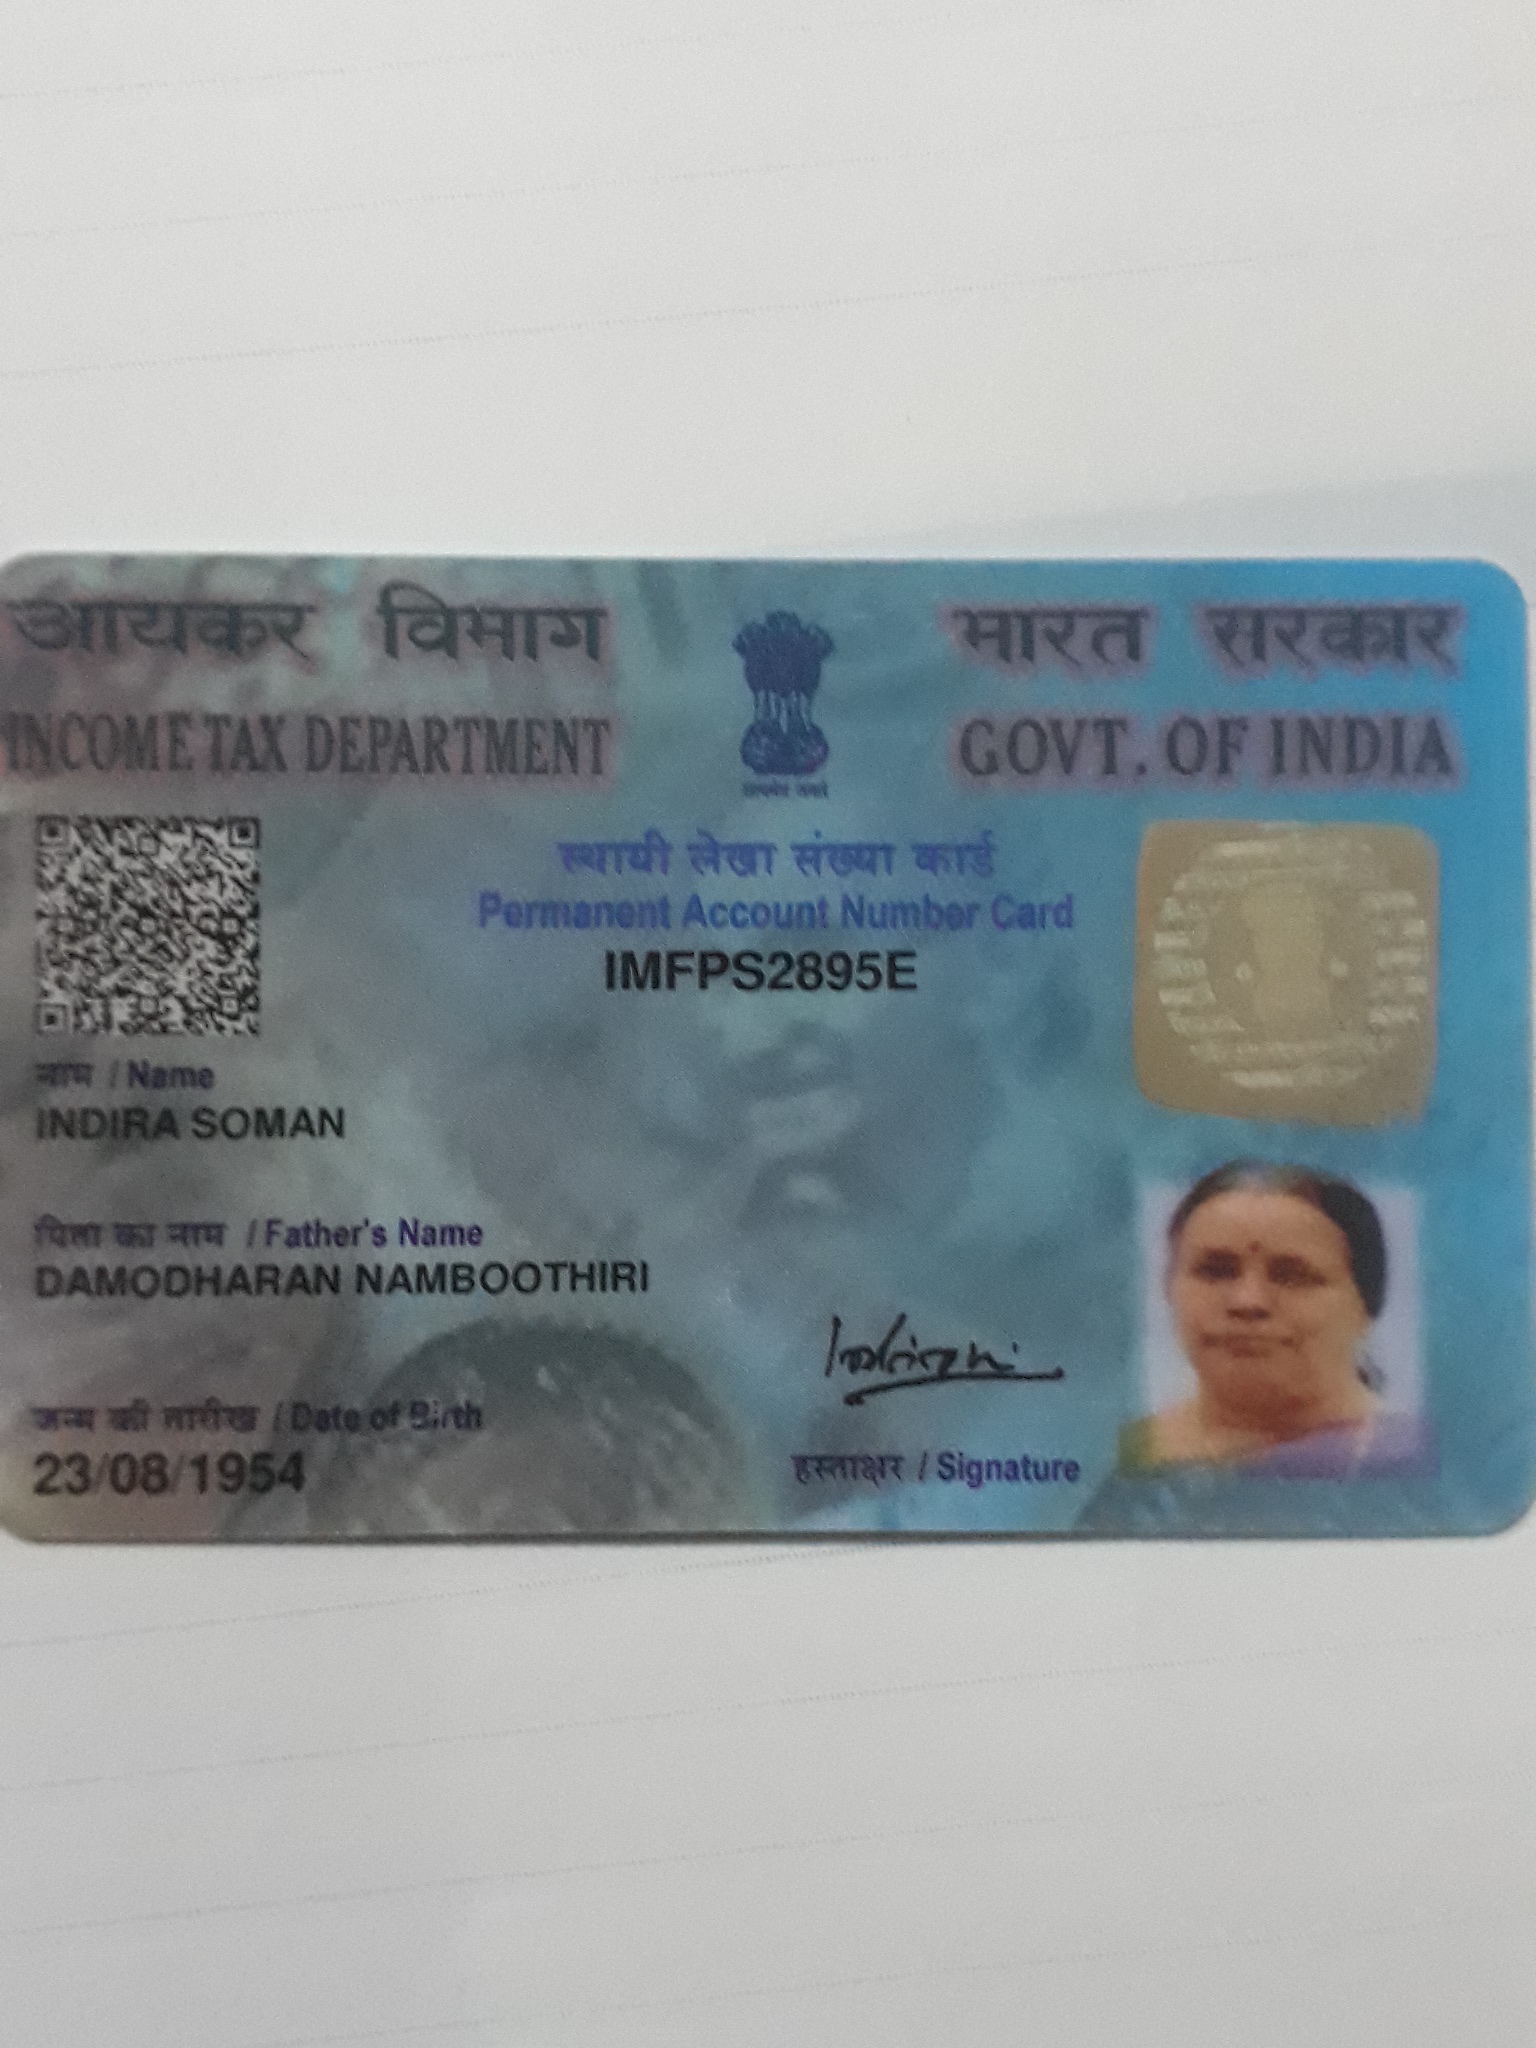 आयकर विभाग
INCOME TAX DEPARTMENT
भारत सरकार
GOVT. OF INDIA
सत्यमेव जयते
स्थायी लेखा संख्या कार्ड
Permanent Account Number Card
IMFPS2895E
नाम / Name
INDIRA SOMAN
पिता का नाम / Father's Name
DAMODHARAN NAMBOOTHIRI
जन्म की तारीख / Date of Birth
23/08/1954
हस्ताक्षर / Signature